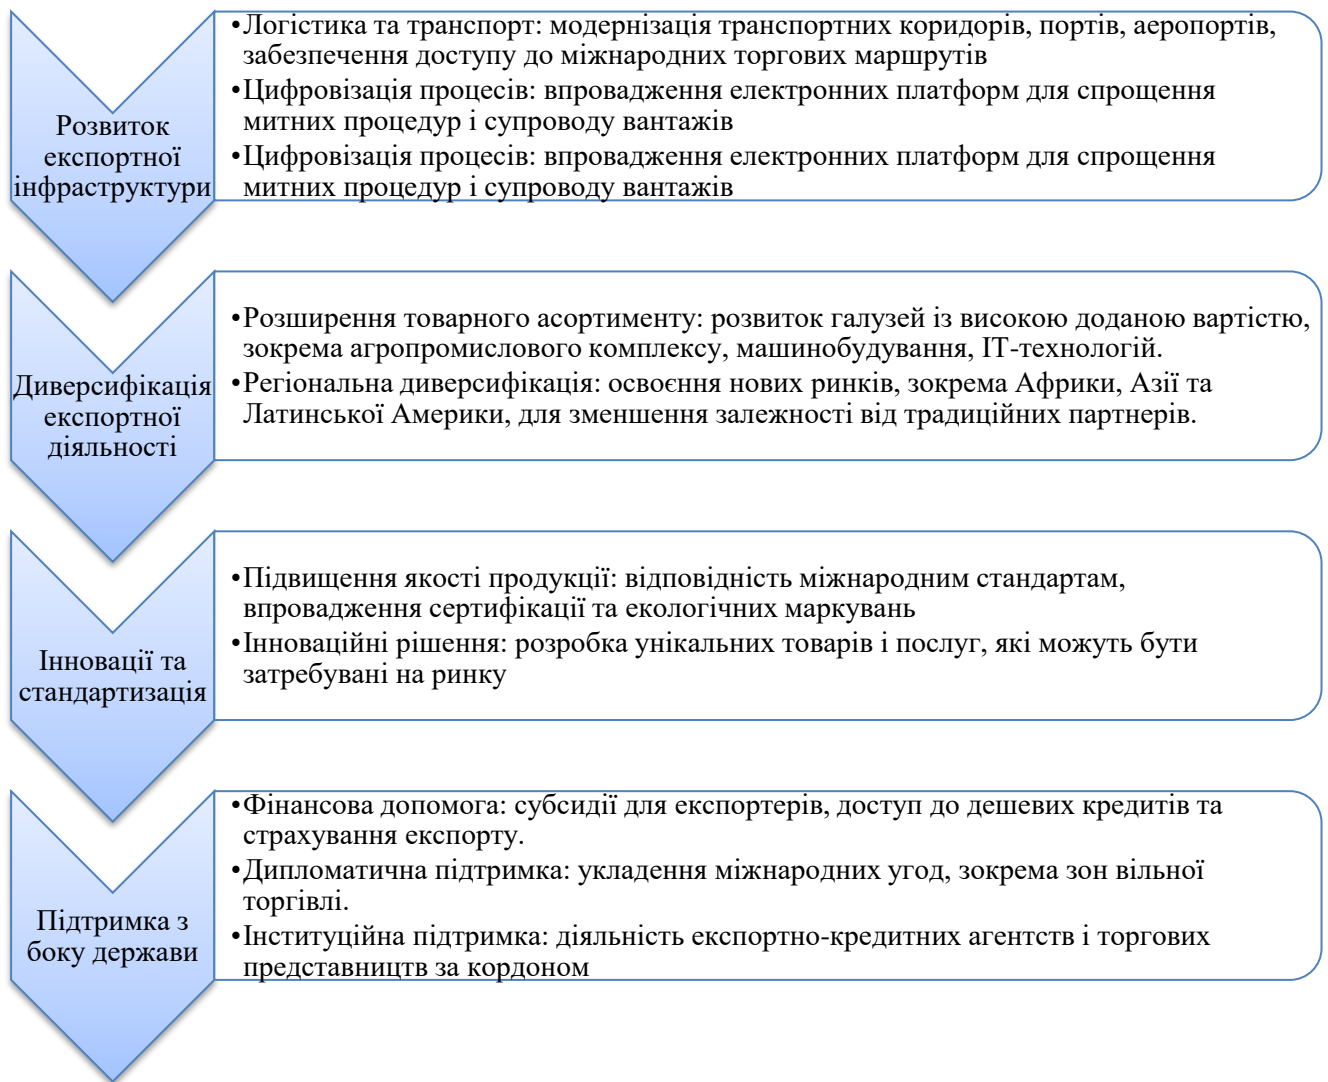 Розвиток
експортної
інфраструктури
•Логістика та транспорт: модернізація транспортних коридорів, портів, аеропортів,
забезпечення доступу до міжнародних торгових маршрутів
•Цифровізація процесів: впровадження електронних платформ для спрощення
митних процедур і супроводу вантажів
•Цифровізація процесів: впровадження електронних платформ для спрощення
митних процедур і супроводу вантажів
Диверсифікація
експортної
діяльності
•Розширення товарного асортименту: розвиток галузей із високою доданою вартістю,
зокрема агропромислового комплексу, машинобудування, ІТ-технологій.
•Регіональна диверсифікація: освоєння нових ринків, зокрема Африки, Азії та
Латинської Америки, для зменшення залежності від традиційних партнерів.
Інновації та
стандартизація
•Підвищення якості продукції: відповідність міжнародним стандартам,
впровадження сертифікації та екологічних маркувань
•Інноваційні рішення: розробка унікальних товарів і послуг, які можуть бути
затребувані на ринку
Підтримка з
боку держави
•Фінансова допомога: субсидії для експортерів, доступ до дешевих кредитів та
страхування експорту.
•Дипломатична підтримка: укладення міжнародних угод, зокрема зон вільної
торгівлі.
•Інституційна підтримка: діяльність експортно-кредитних агентств і торгових
представництв за кордоном